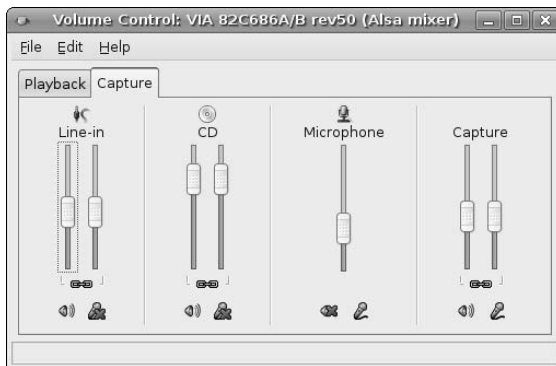 Volume Control: VIA 82C686A/B rev50 (Alsa mixer)
File Edit Help
Playback Capture
Line-in CD Microphone Capture